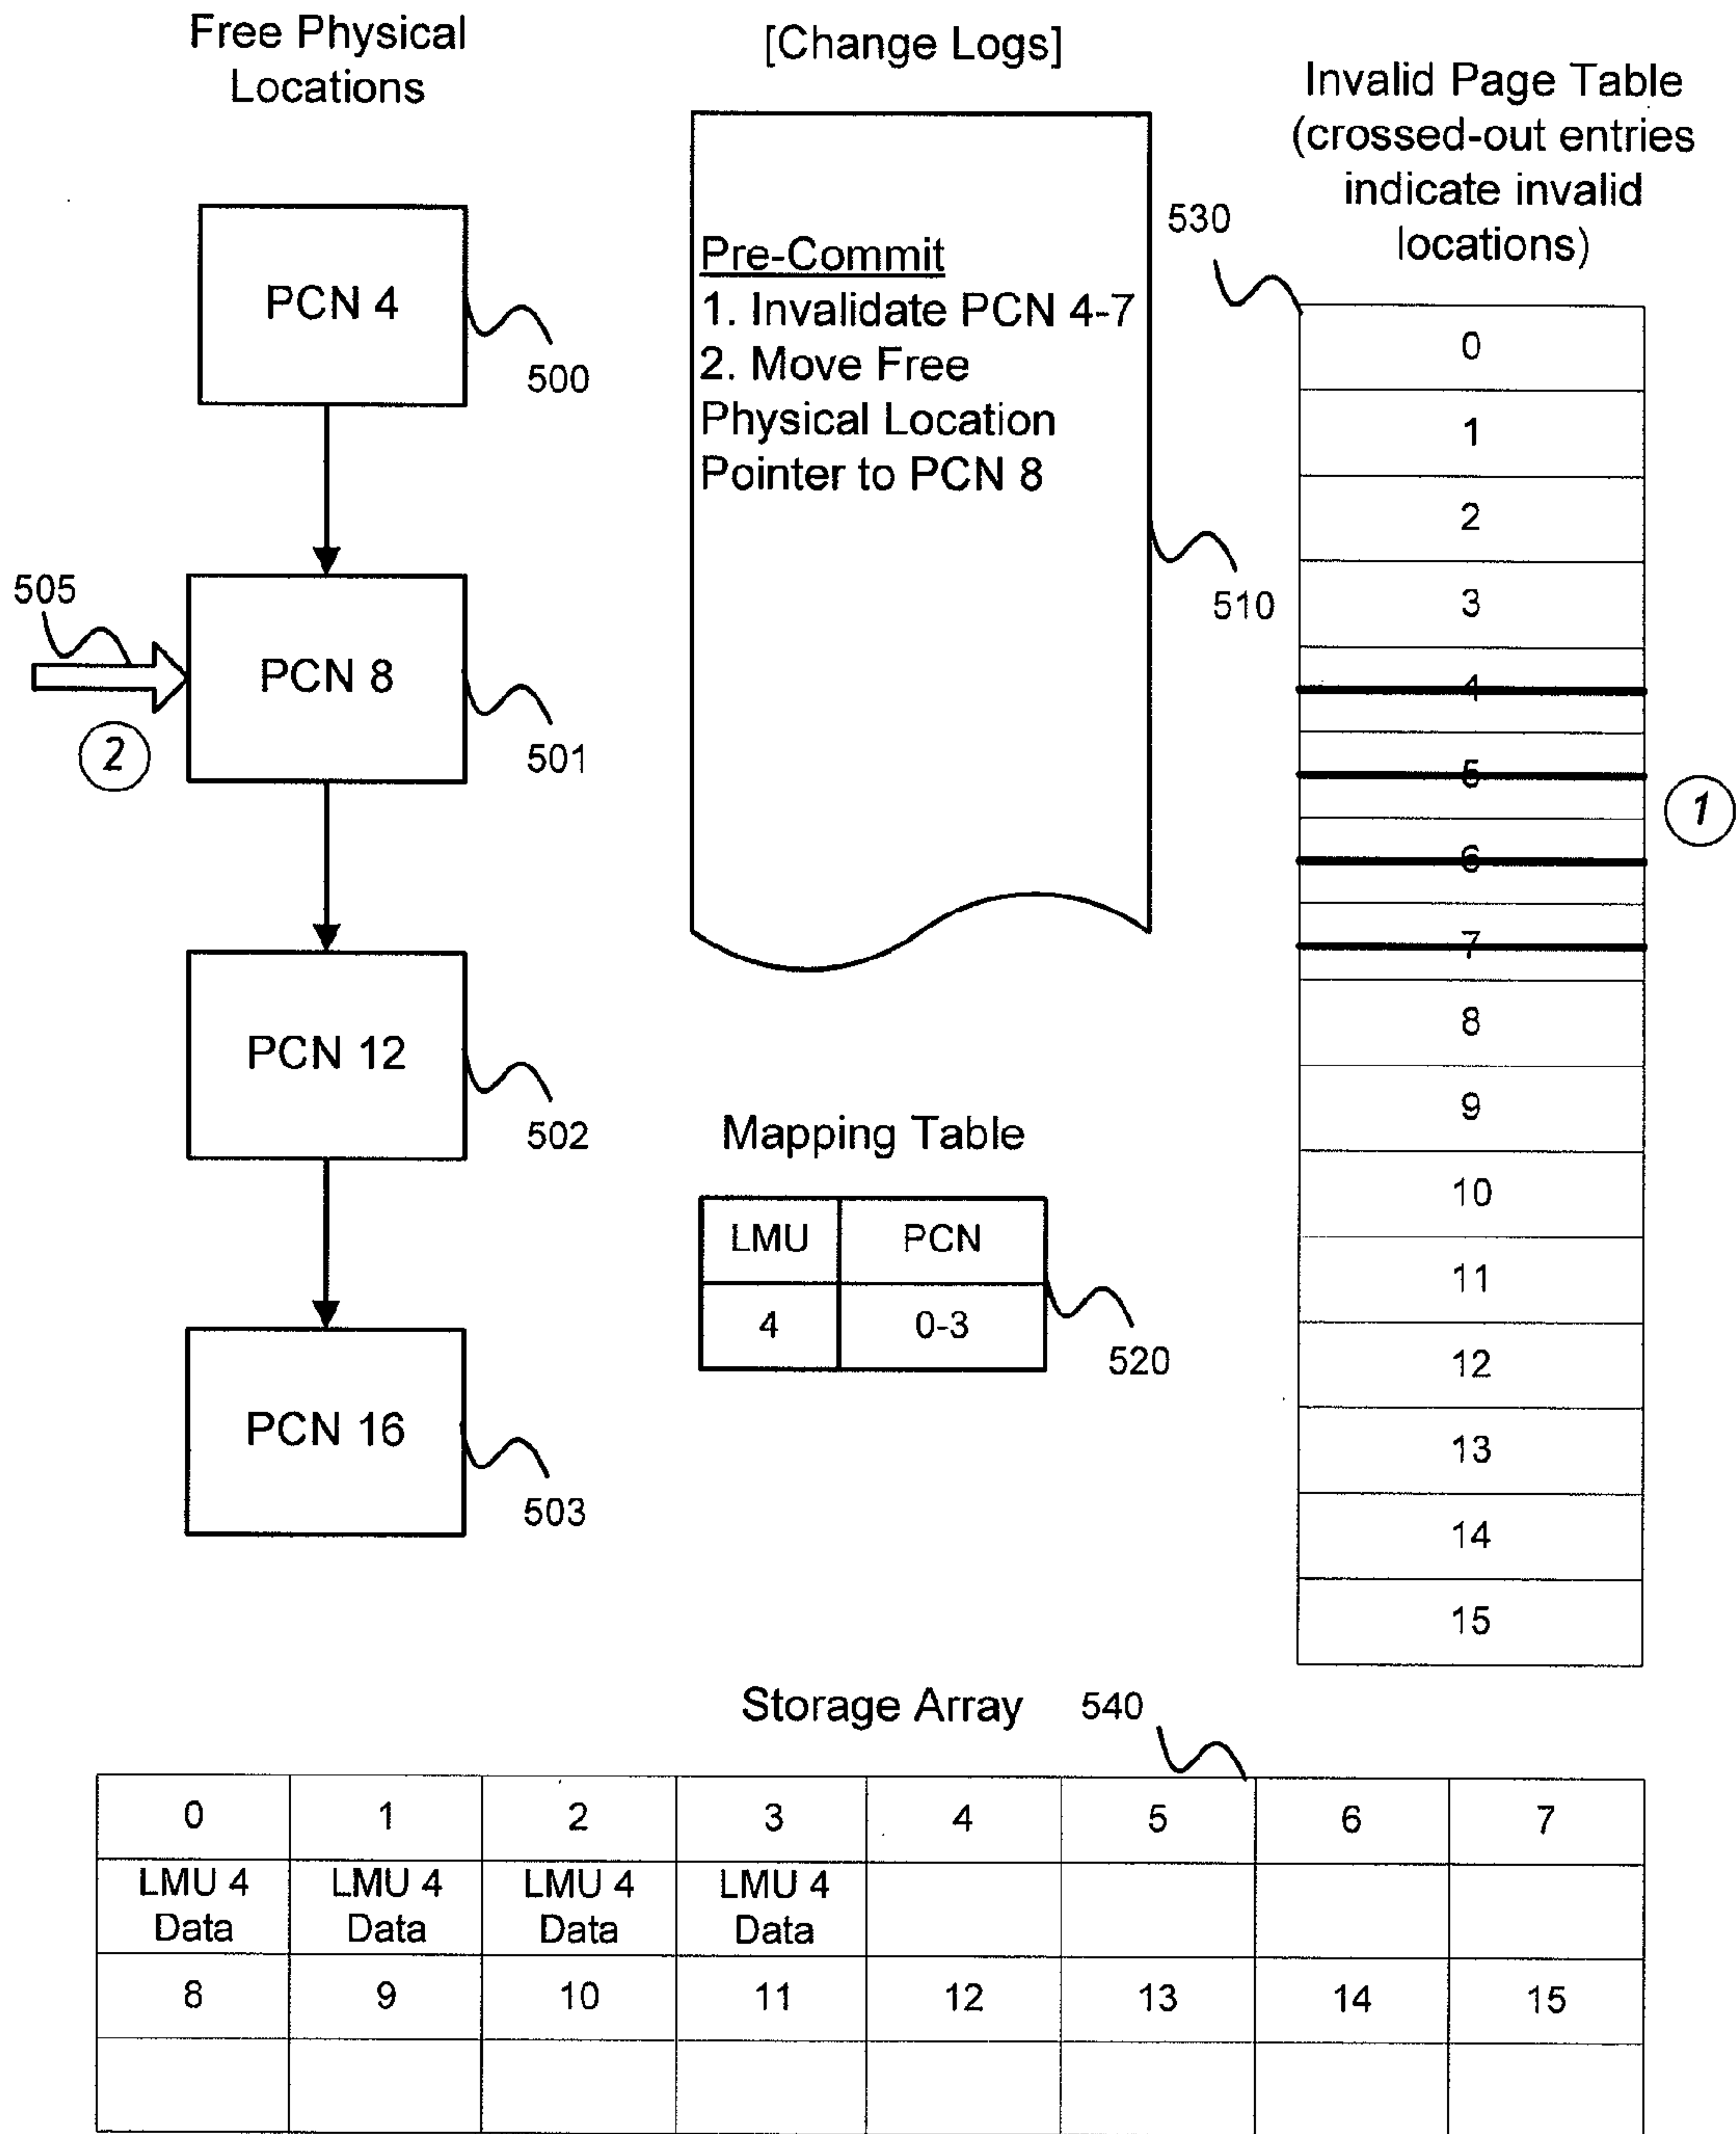 Free Physical
Locations
PCN 4
500
505
PCN 8
2
501
PCN 12
502
PCN 16
503
[Change Logs]
Pre-Commit
1. Invalidate PCN 4-7
2. Move Free
Physical Location
Pointer to PCN 8
510
Mapping Table
LMU PCN
4 0-3
520
Invalid Page Table
(crossed-out entries
indicate invalid
locations)
530
0
1
2
3
4
5
6
7
1
8
9
10
11
12
13
14
15
Storage Array 540
0 1 2 3 4 5 6 7
LMU 4 LMU 4 LMU 4 LMU 4
Data Data Data Data
8 9 10 11 12 13 14 15